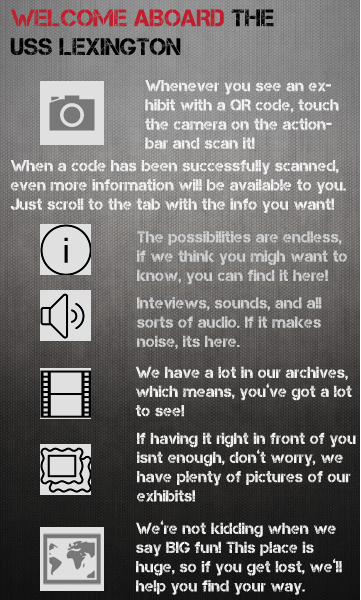 WELCOME ABOARD THE
USS LEXINGTON
Whenever you see an ex-
hibit with a QR code, touch
the camera on the action-
bar and scan it!
When a code has been successfully scanned,
even more information will be available to you.
Just scroll to the tab with the info you want!
The possibilities are endless,
if we think you migh want to
know, you can find it here!
Inteviews, sounds, and all
sorts of audio. If it makes
noise, its here.
We have a lot in our archives,
which means, you've got a lot
to see!
If having it right in front of you
isnt enough, don't worry, we
have plenty of pictures of our
exhibits!
We're not kidding when we
say BIG fun! This place is
huge, so if you get lost, we'll
help you find your way.